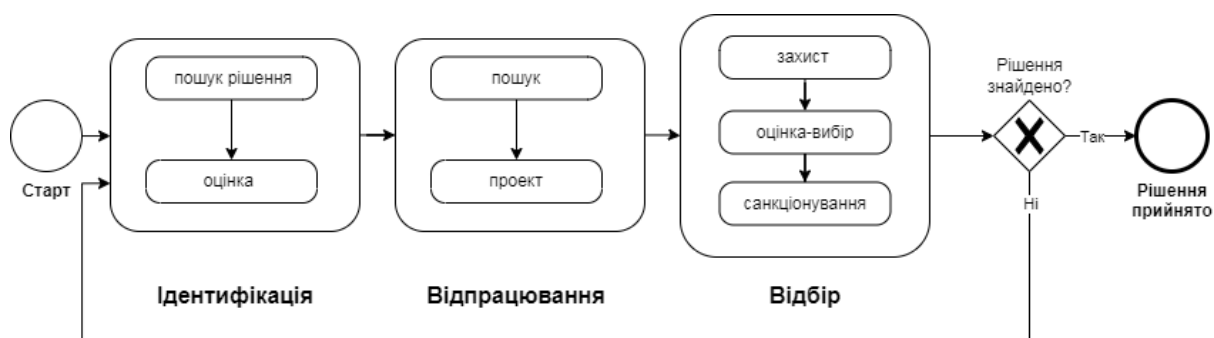 Старт
пошук рішення
оцінка
Ідентифікація
пошук
проект
Відпрацювання
захист
оцінка-вибір
санкціонування
Відбір
Рішення
знайдено?
Так
Ні
Рішення
прийнято